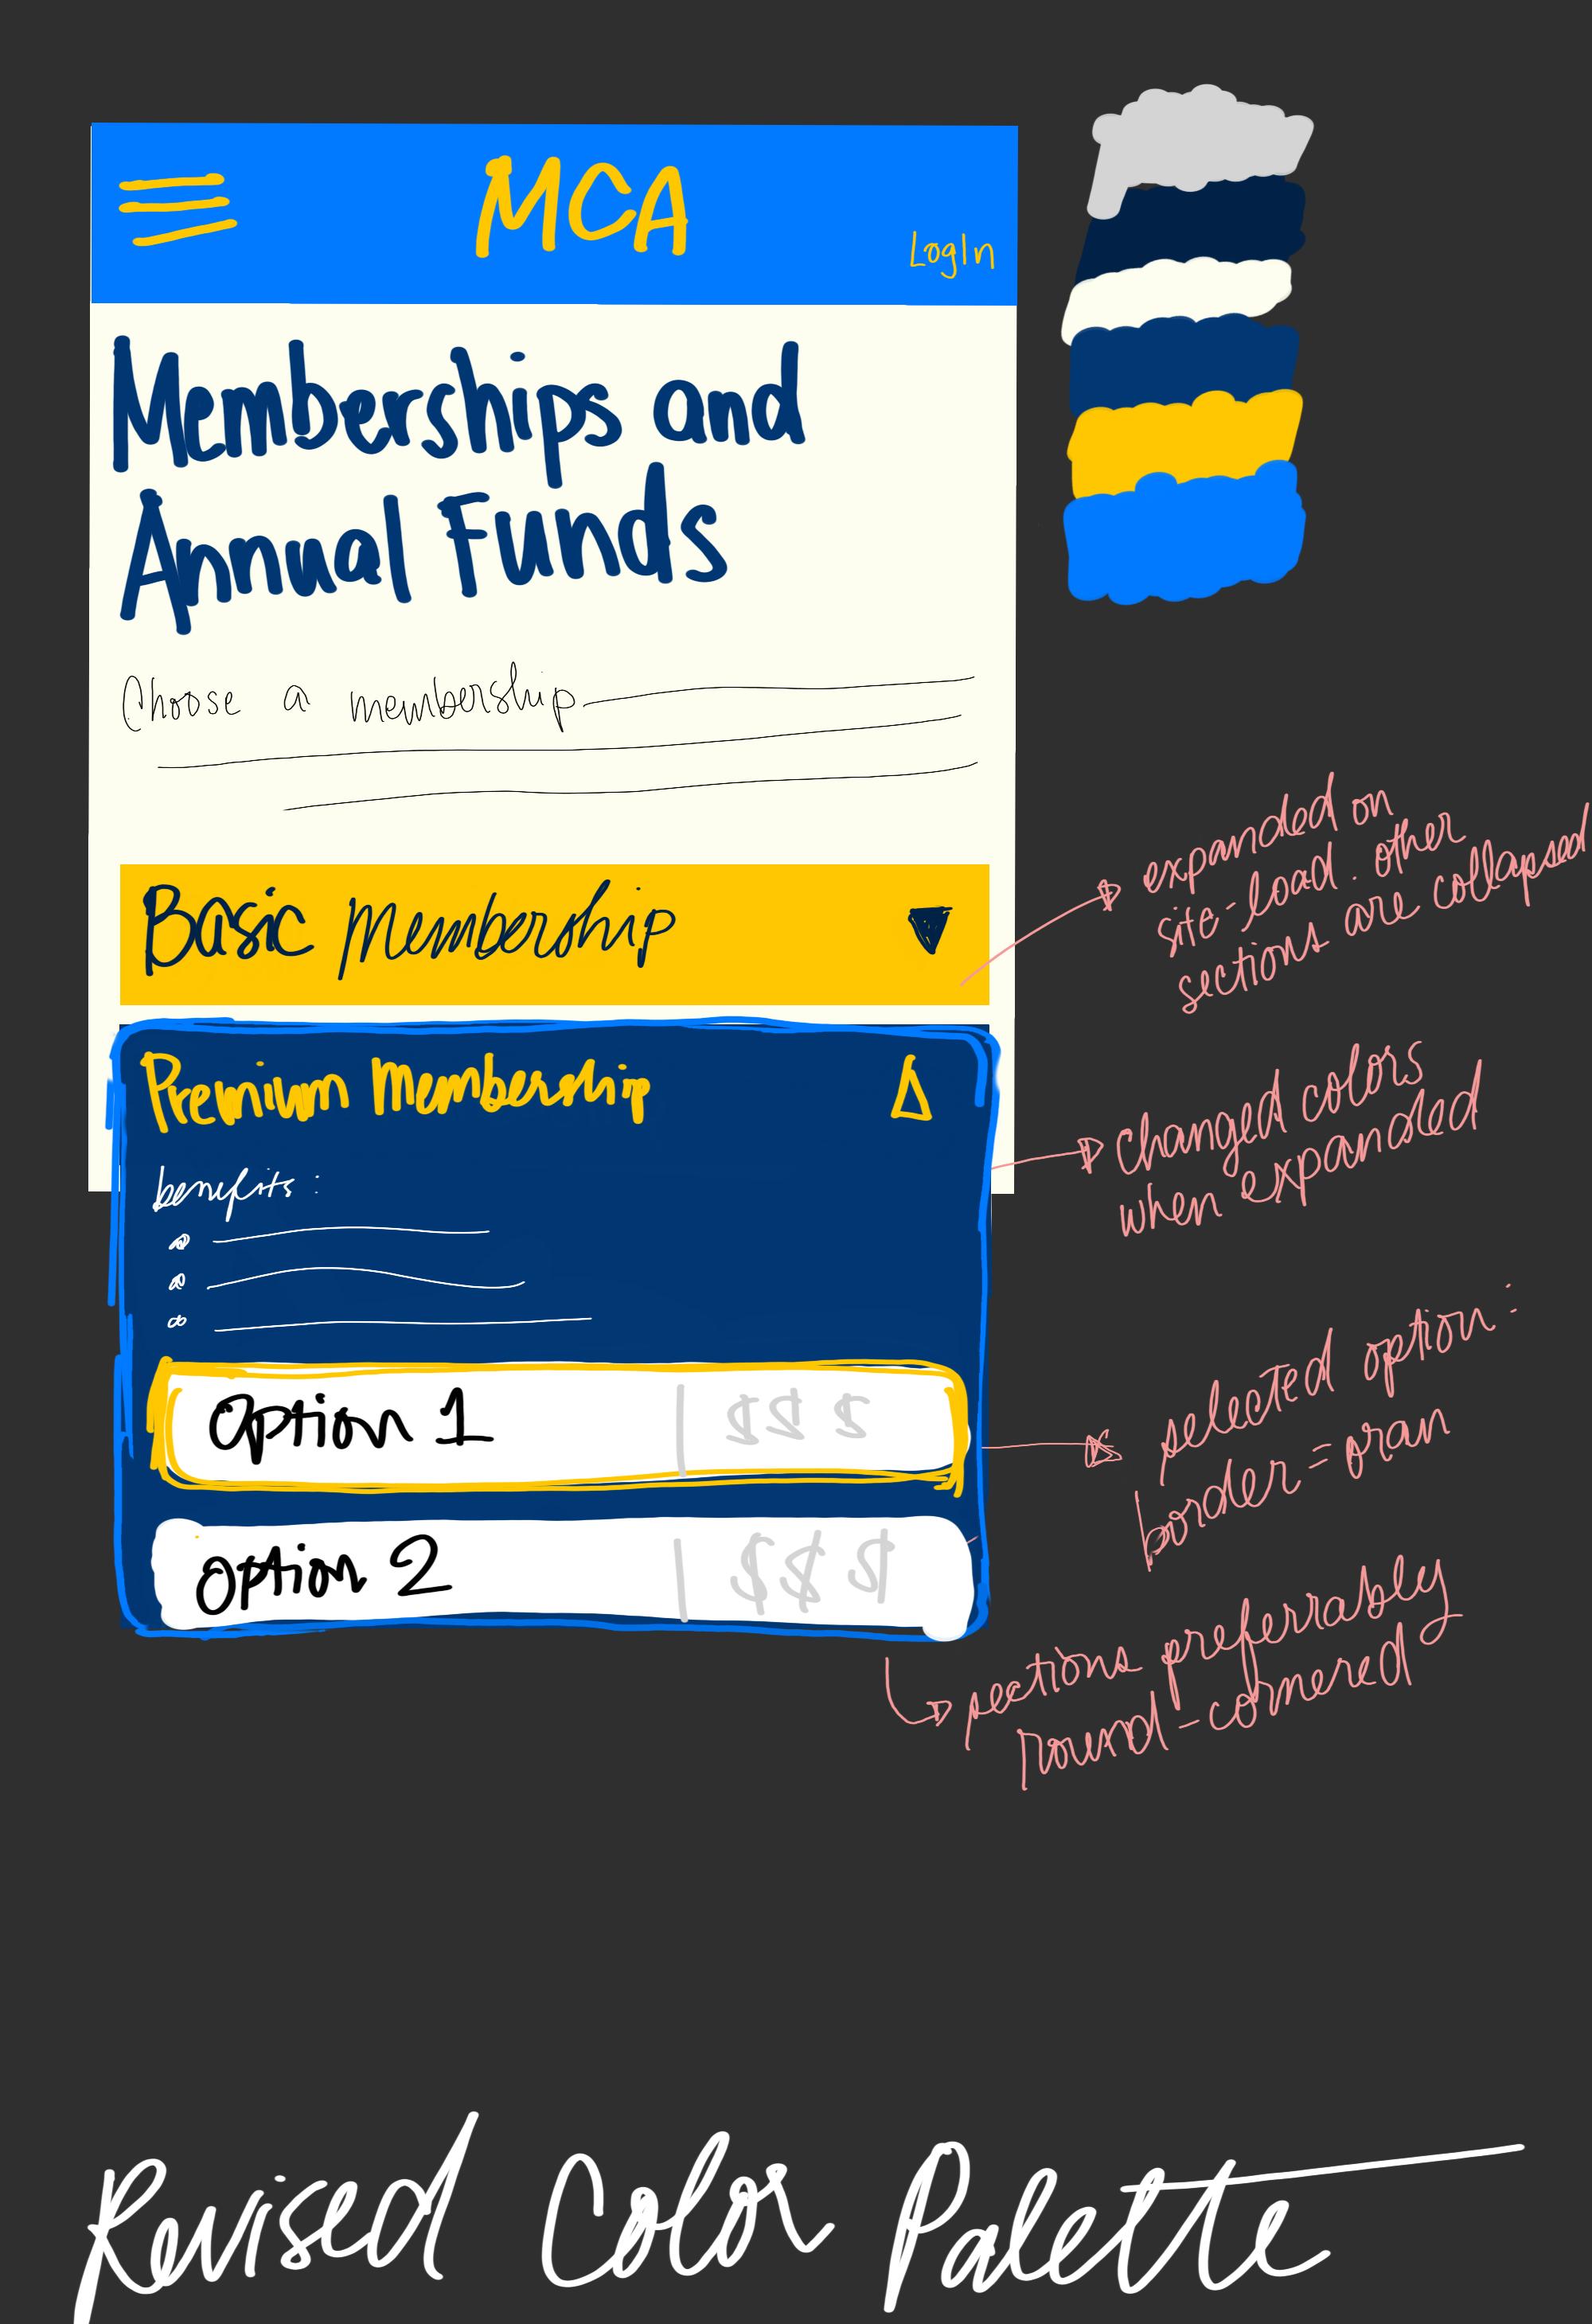 MCA
LogIn
Memberships and
Annual Funds
Choose a membership
Basic Membership
Premium Membership
benefits:
Option 1 | $$$
Option 2 | $$$
expanded on
site-load. other
sections are collapsed
changed colors
when expanded
selected option:
border = oran
sections preferrabley
round-cornered
Revised Color Palette